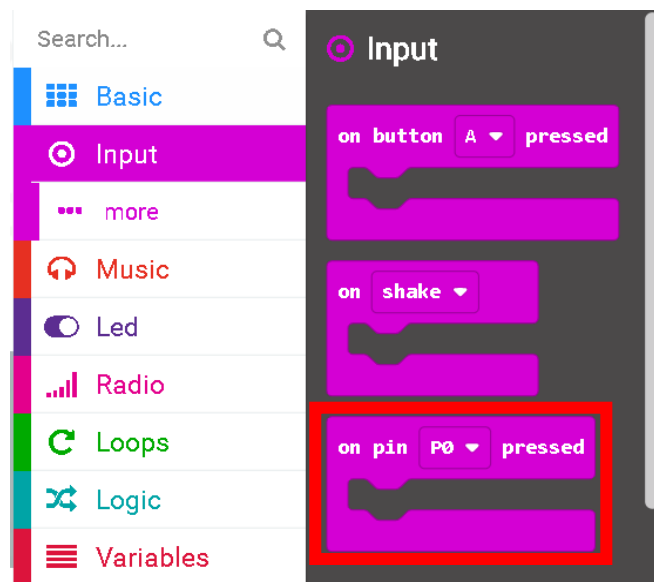 Search...
Basic
Input
more
Music
Led
Radio
Loops
Logic
Variables
Input
on button A pressed
on shake
on pin P0 pressed